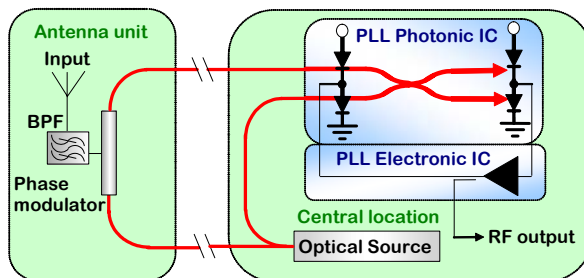 Antenna unit
Input
BPF
Phase
modulator
PLL Photonic IC
PLL Electronic IC
Central location
Optical Source
RF output